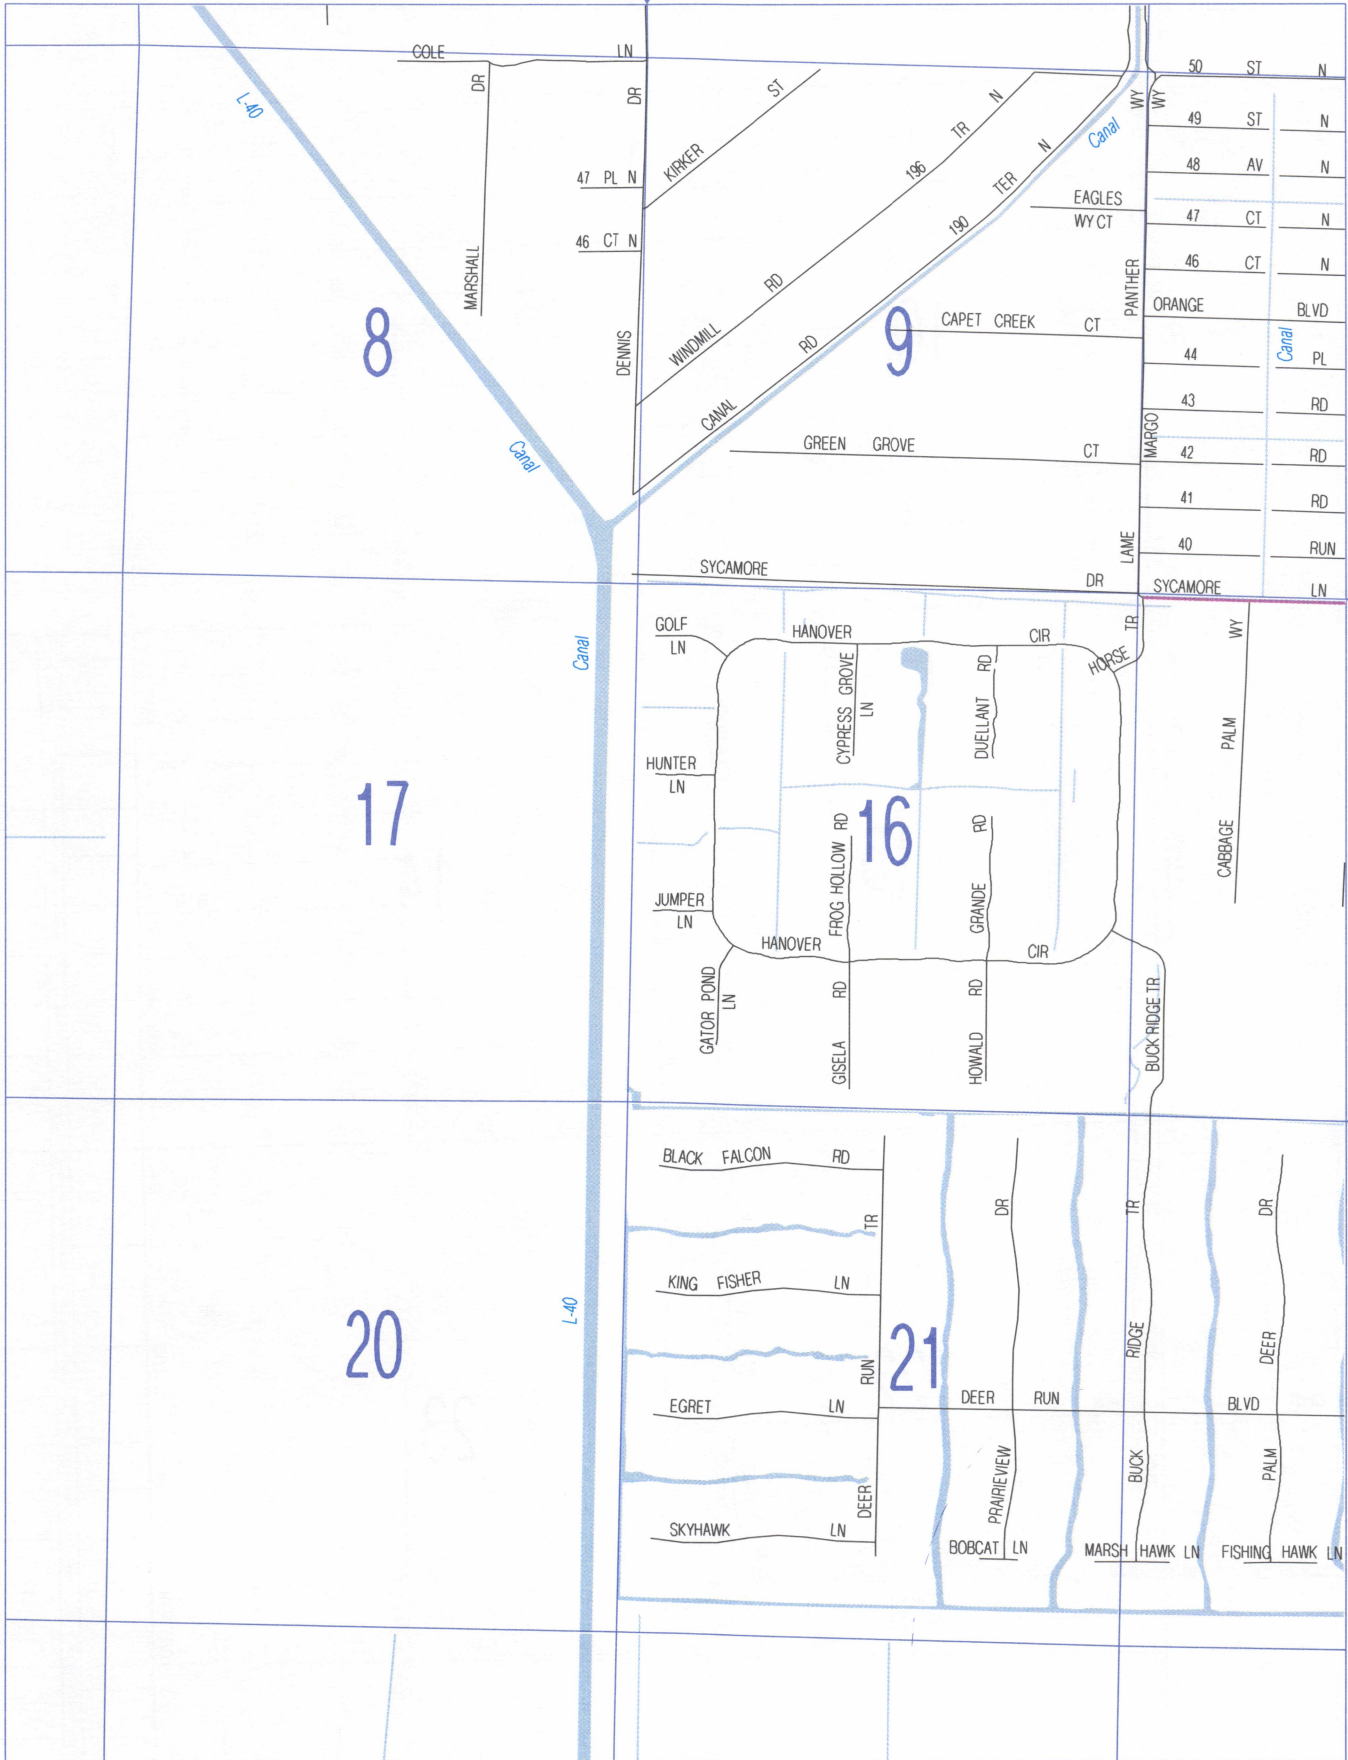 COLE LN
50 ST N
MARSHALL DR
L-40
DENNIS DR
KIRKER ST
WINDMILL RD
196 TR N
CANAL RD
190 TER N
Canal
WY
WY
49 ST N
48 AV N
47 PL N
46 CT N
EAGLES
WY CT
47 CT N
46 CT N
PANTHER
ORANGE BLVD
8
9
CAPET CREEK CT
44 PL
Canal
43 RD
MARGO
GREEN GROVE CT
42 RD
Canal
41 RD
LAME
40 RUN
SYCAMORE DR
SYCAMORE LN
Canal
GOLF
LN
HANOVER CIR
HORSE TR
CYPRESS GROVE
LN
DUELLANT RD
CABBAGE PALM WY
HUNTER
LN
17
16
FROG HOLLOW RD
GRANDE RD
JUMPER
LN
HANOVER CIR
GATOR POND
LN
GISELA RD
HOWALD RD
BUCK RIDGE TR
BLACK FALCON RD
DEER RUN TR
PRAIRIEVIEW DR
BUCK RIDGE TR
PALM DEER DR
KING FISHER LN
L-40
20
21
EGRET LN
DEER RUN BLVD
SKYHAWK LN
BOBCAT LN
MARSH HAWK LN
FISHING HAWK LN